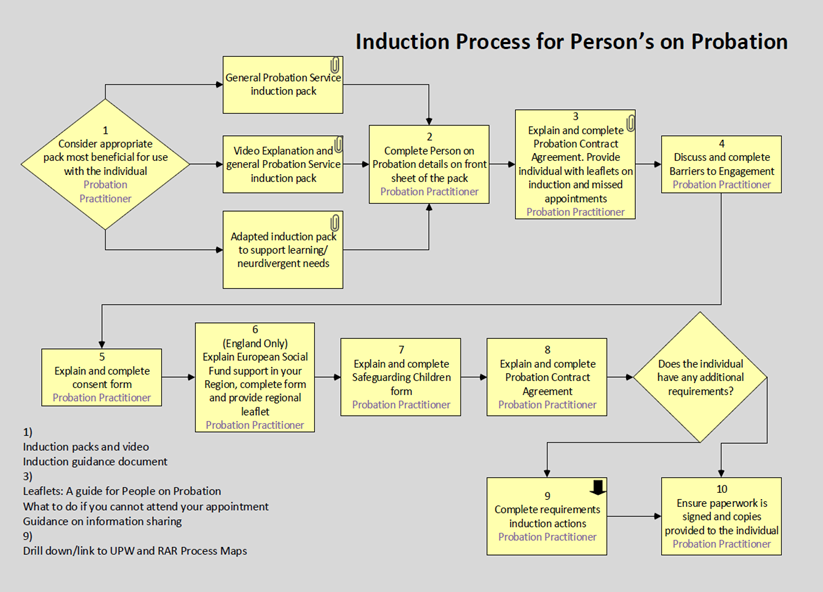 Induction Process for Person's on Probation
General Probation Service
induction pack
1
Consider appropriate
pack most beneficial for use
with the individual
Probation
Practitioner
Video Explanation and
general Probation Service
induction pack
Adapted induction pack
to support learning/
neurdivergent needs
2
Complete Person on
Probation details on front
sheet of the pack
Probation Practitioner
3
Explain and complete
Probation Contract
Agreement. Provide
individual with leaflets on
induction and missed
appointments
Probation Practitioner
4
Discuss and complete
Barriers to Engagement
Probation Practitioner
5
Explain and complete
consent form
Probation Practitioner
6
(England Only)
Explain European Social
Fund support in your
Region, complete form
and provide regional
leaflet
Probation Practitioner
7
Explain and complete
Safeguarding Children
form
Probation Practitioner
8
Explain and complete
Probation Contract
Agreement
Probation Practitioner
Does the individual
have any additional
requirements?
9
Complete requirements
induction actions
Probation Practitioner
10
Ensure paperwork is
signed and copies
provided to the individual
Probation Practitioner
1)
Induction packs and video
Induction guidance document
3)
Leaflets: A guide for People on Probation
What to do if you cannot attend your appointment
Guidance on information sharing
9)
Drill down/link to UPW and RAR Process Maps